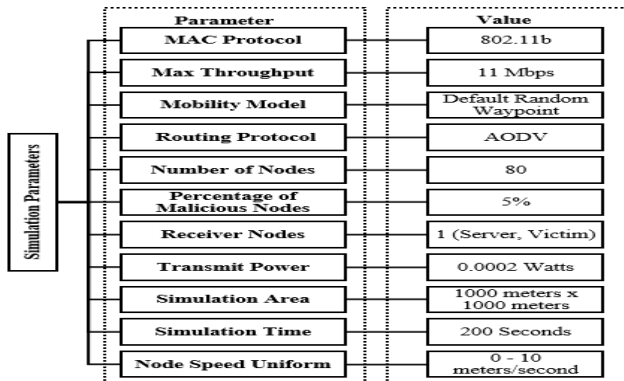 Simulation Parameters
Parameter Value
MAC Protocol 802.11b
Max Throughput 11 Mbps
Mobility Model Default Random
Waypoint
Routing Protocol AODV
Number of Nodes 80
Percentage of
Malicious Nodes 5%
Receiver Nodes 1 (Server, Victim)
Transmit Power 0.0002 Watts
Simulation Area 1000 meters x
1000 meters
Simulation Time 200 Seconds
Node Speed Uniform 0 - 10
meters/second